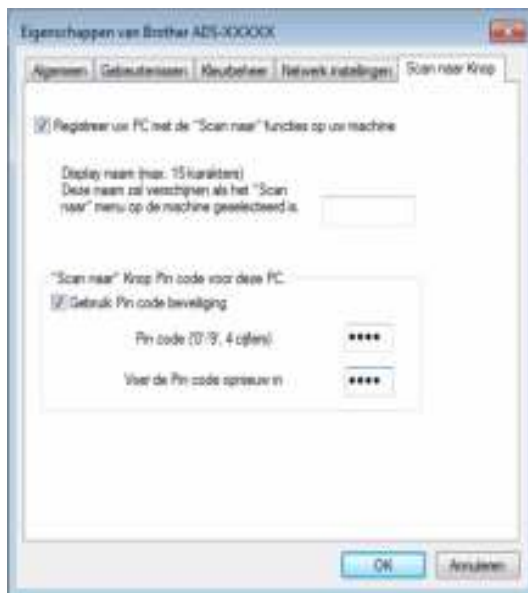 Eigenschappen van Brother ADS-XXXXX
Algemeen Gebeurtenissen Kleurbeheer Netwerk instellingen Scan naar Knop
Registreer uw PC met de "Scan naar" functies op uw machine
Display naam (max. 15 karakters)
Deze naam zal verschijnen als het "Scan
naar" menu op de machine geselecteerd is.
"Scan naar" Knop Pin code voor deze PC.
Gebruik Pin code beveiliging
Pin code ('0'-'9', 4 cijfers)
••••
Voer de Pin code opnieuw in
••••
OK Annuleren